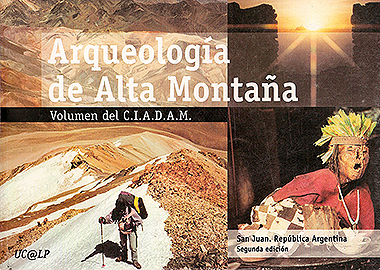 Arqueología
de Alta Montaña
Volumen del C.I.A.D.A.M.
San Juan. República Argentina
Segunda edición
UC@LP